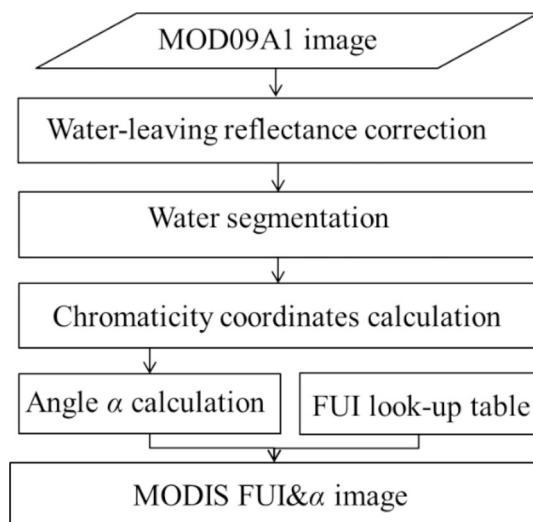 MOD09A1 image
Water-leaving reflectance correction
Water segmentation
Chromaticity coordinates calculation
Angle α calculation
FUI look-up table
MODIS FUI&α image